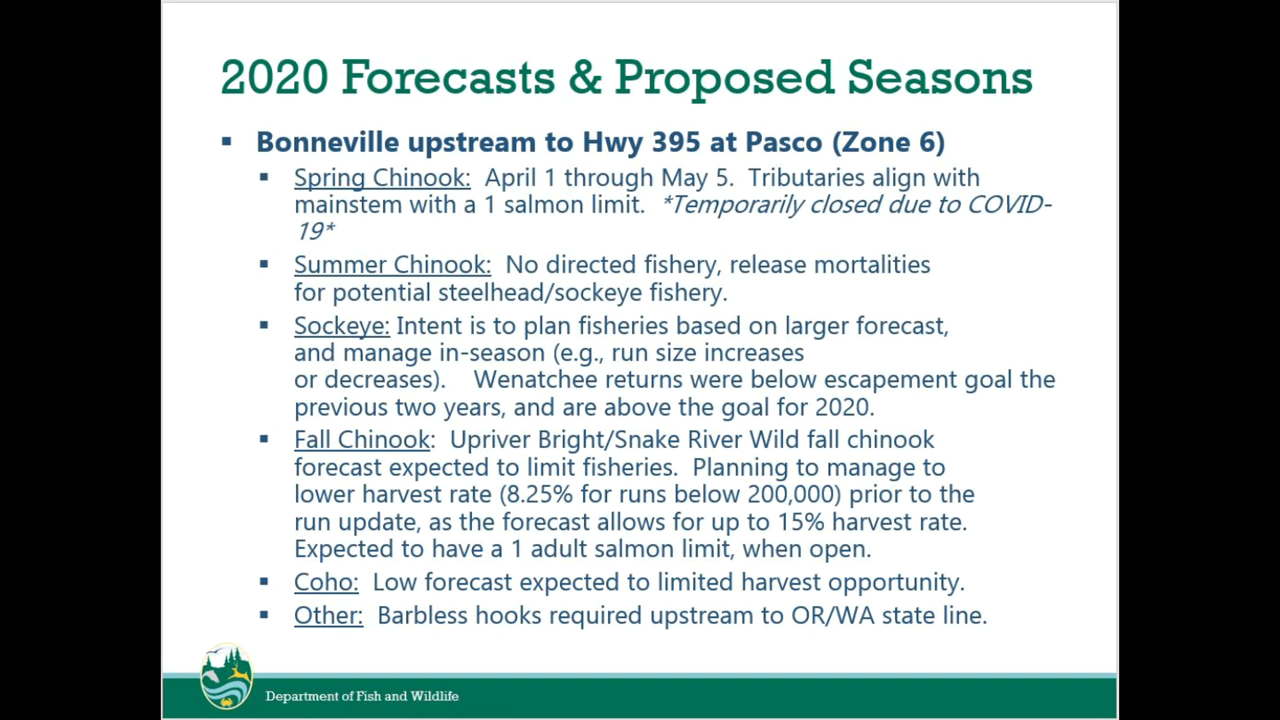 2020 Forecasts & Proposed Seasons
▪ Bonneville upstream to Hwy 395 at Pasco (Zone 6)
▪ Spring Chinook: April 1 through May 5. Tributaries align with
mainstem with a 1 salmon limit. *Temporarily closed due to COVID-
19*
▪ Summer Chinook: No directed fishery, release mortalities
for potential steelhead/sockeye fishery.
▪ Sockeye: Intent is to plan fisheries based on larger forecast,
and manage in-season (e.g., run size increases
or decreases). Wenatchee returns were below escapement goal the
previous two years, and are above the goal for 2020.
▪ Fall Chinook: Upriver Bright/Snake River Wild fall chinook
forecast expected to limit fisheries. Planning to manage to
lower harvest rate (8.25% for runs below 200,000) prior to the
run update, as the forecast allows for up to 15% harvest rate.
Expected to have a 1 adult salmon limit, when open.
▪ Coho: Low forecast expected to limited harvest opportunity.
▪ Other: Barbless hooks required upstream to OR/WA state line.
Department of Fish and Wildlife